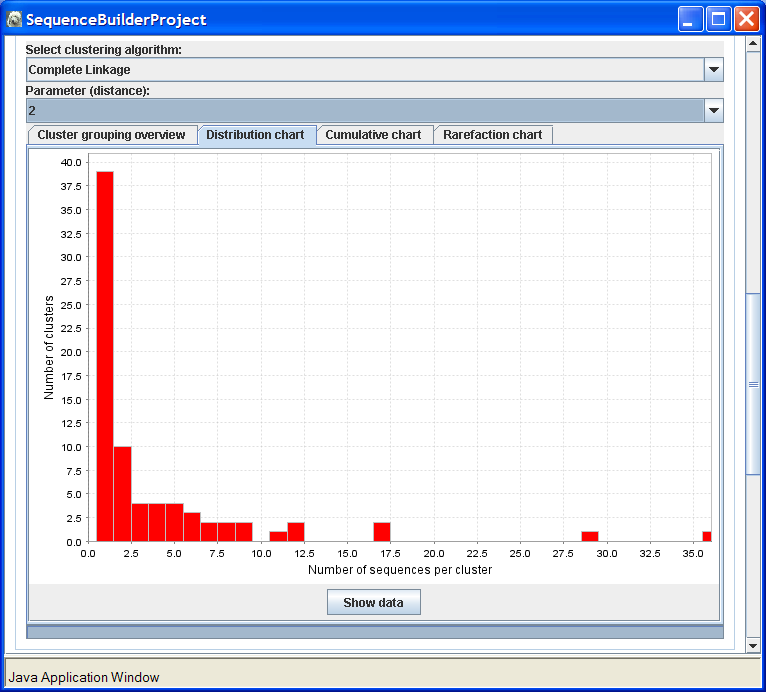 SequenceBuilderProject
Select clustering algorithm:
Complete Linkage
Parameter (distance):
2
Cluster grouping overview Distribution chart Cumulative chart Rarefaction chart
40.0
37.5
35.0
32.5
30.0
27.5
25.0
22.5
20.0
17.5
15.0
12.5
10.0
7.5
5.0
2.5
0.0
Number of clusters
0.0 2.5 5.0 7.5 10.0 12.5 15.0 17.5 20.0 22.5 25.0 27.5 30.0 32.5 35.0
Number of sequences per cluster
Show data
Java Application Window